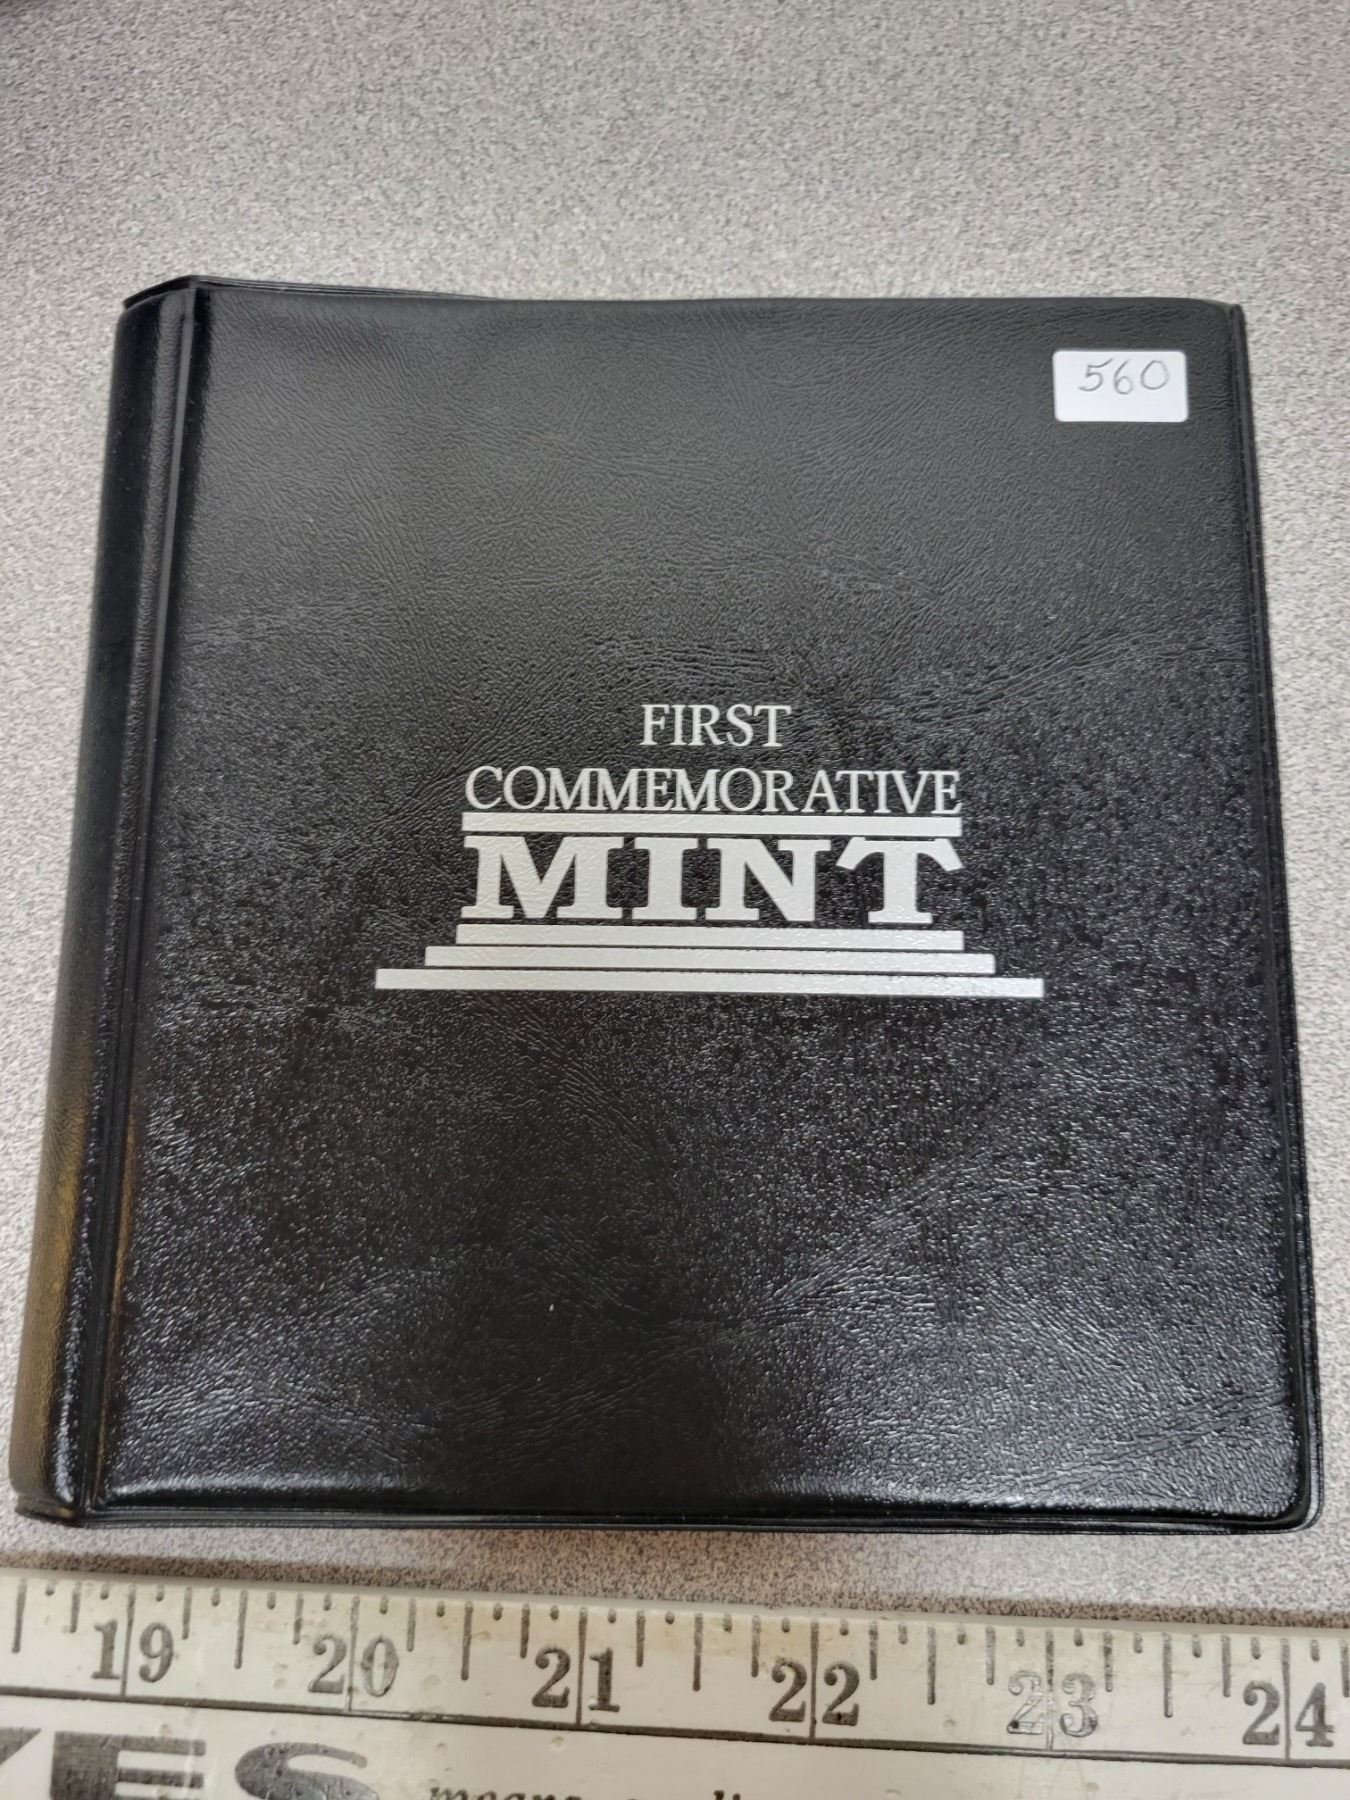 560
FIRST
COMMEMORATIVE
MINT
19 20 21 22 23 24